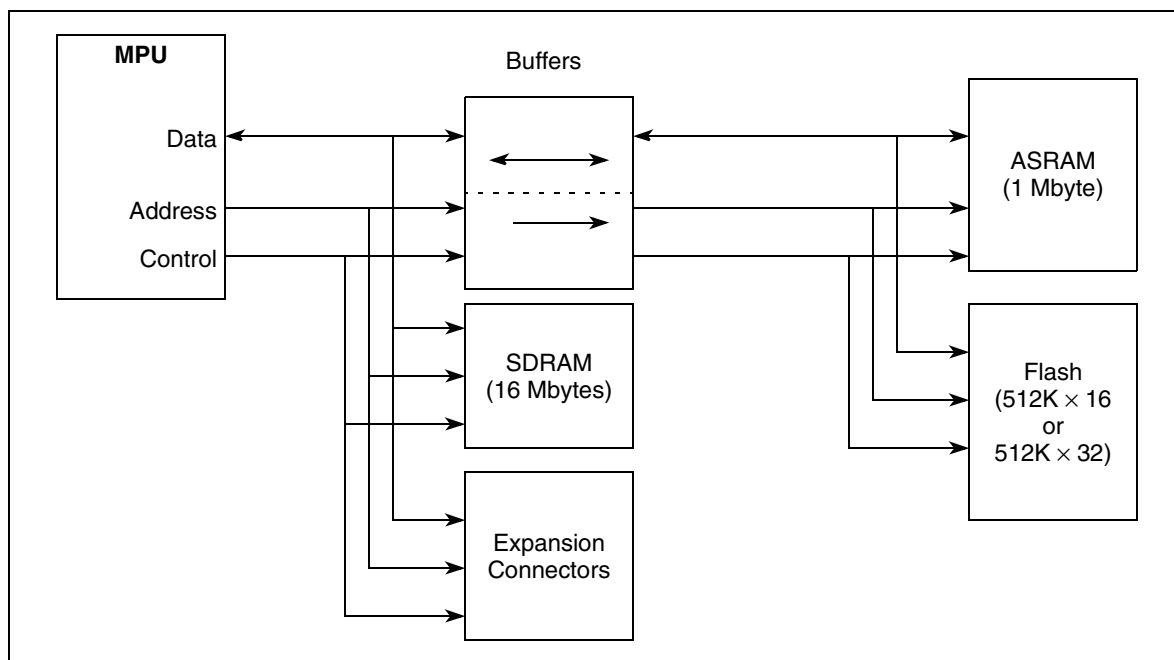 MPU
Data
Address
Control
Buffers
SDRAM
(16 Mbytes)
Expansion
Connectors
ASRAM
(1 Mbyte)
Flash
(512K × 16
or
512K × 32)